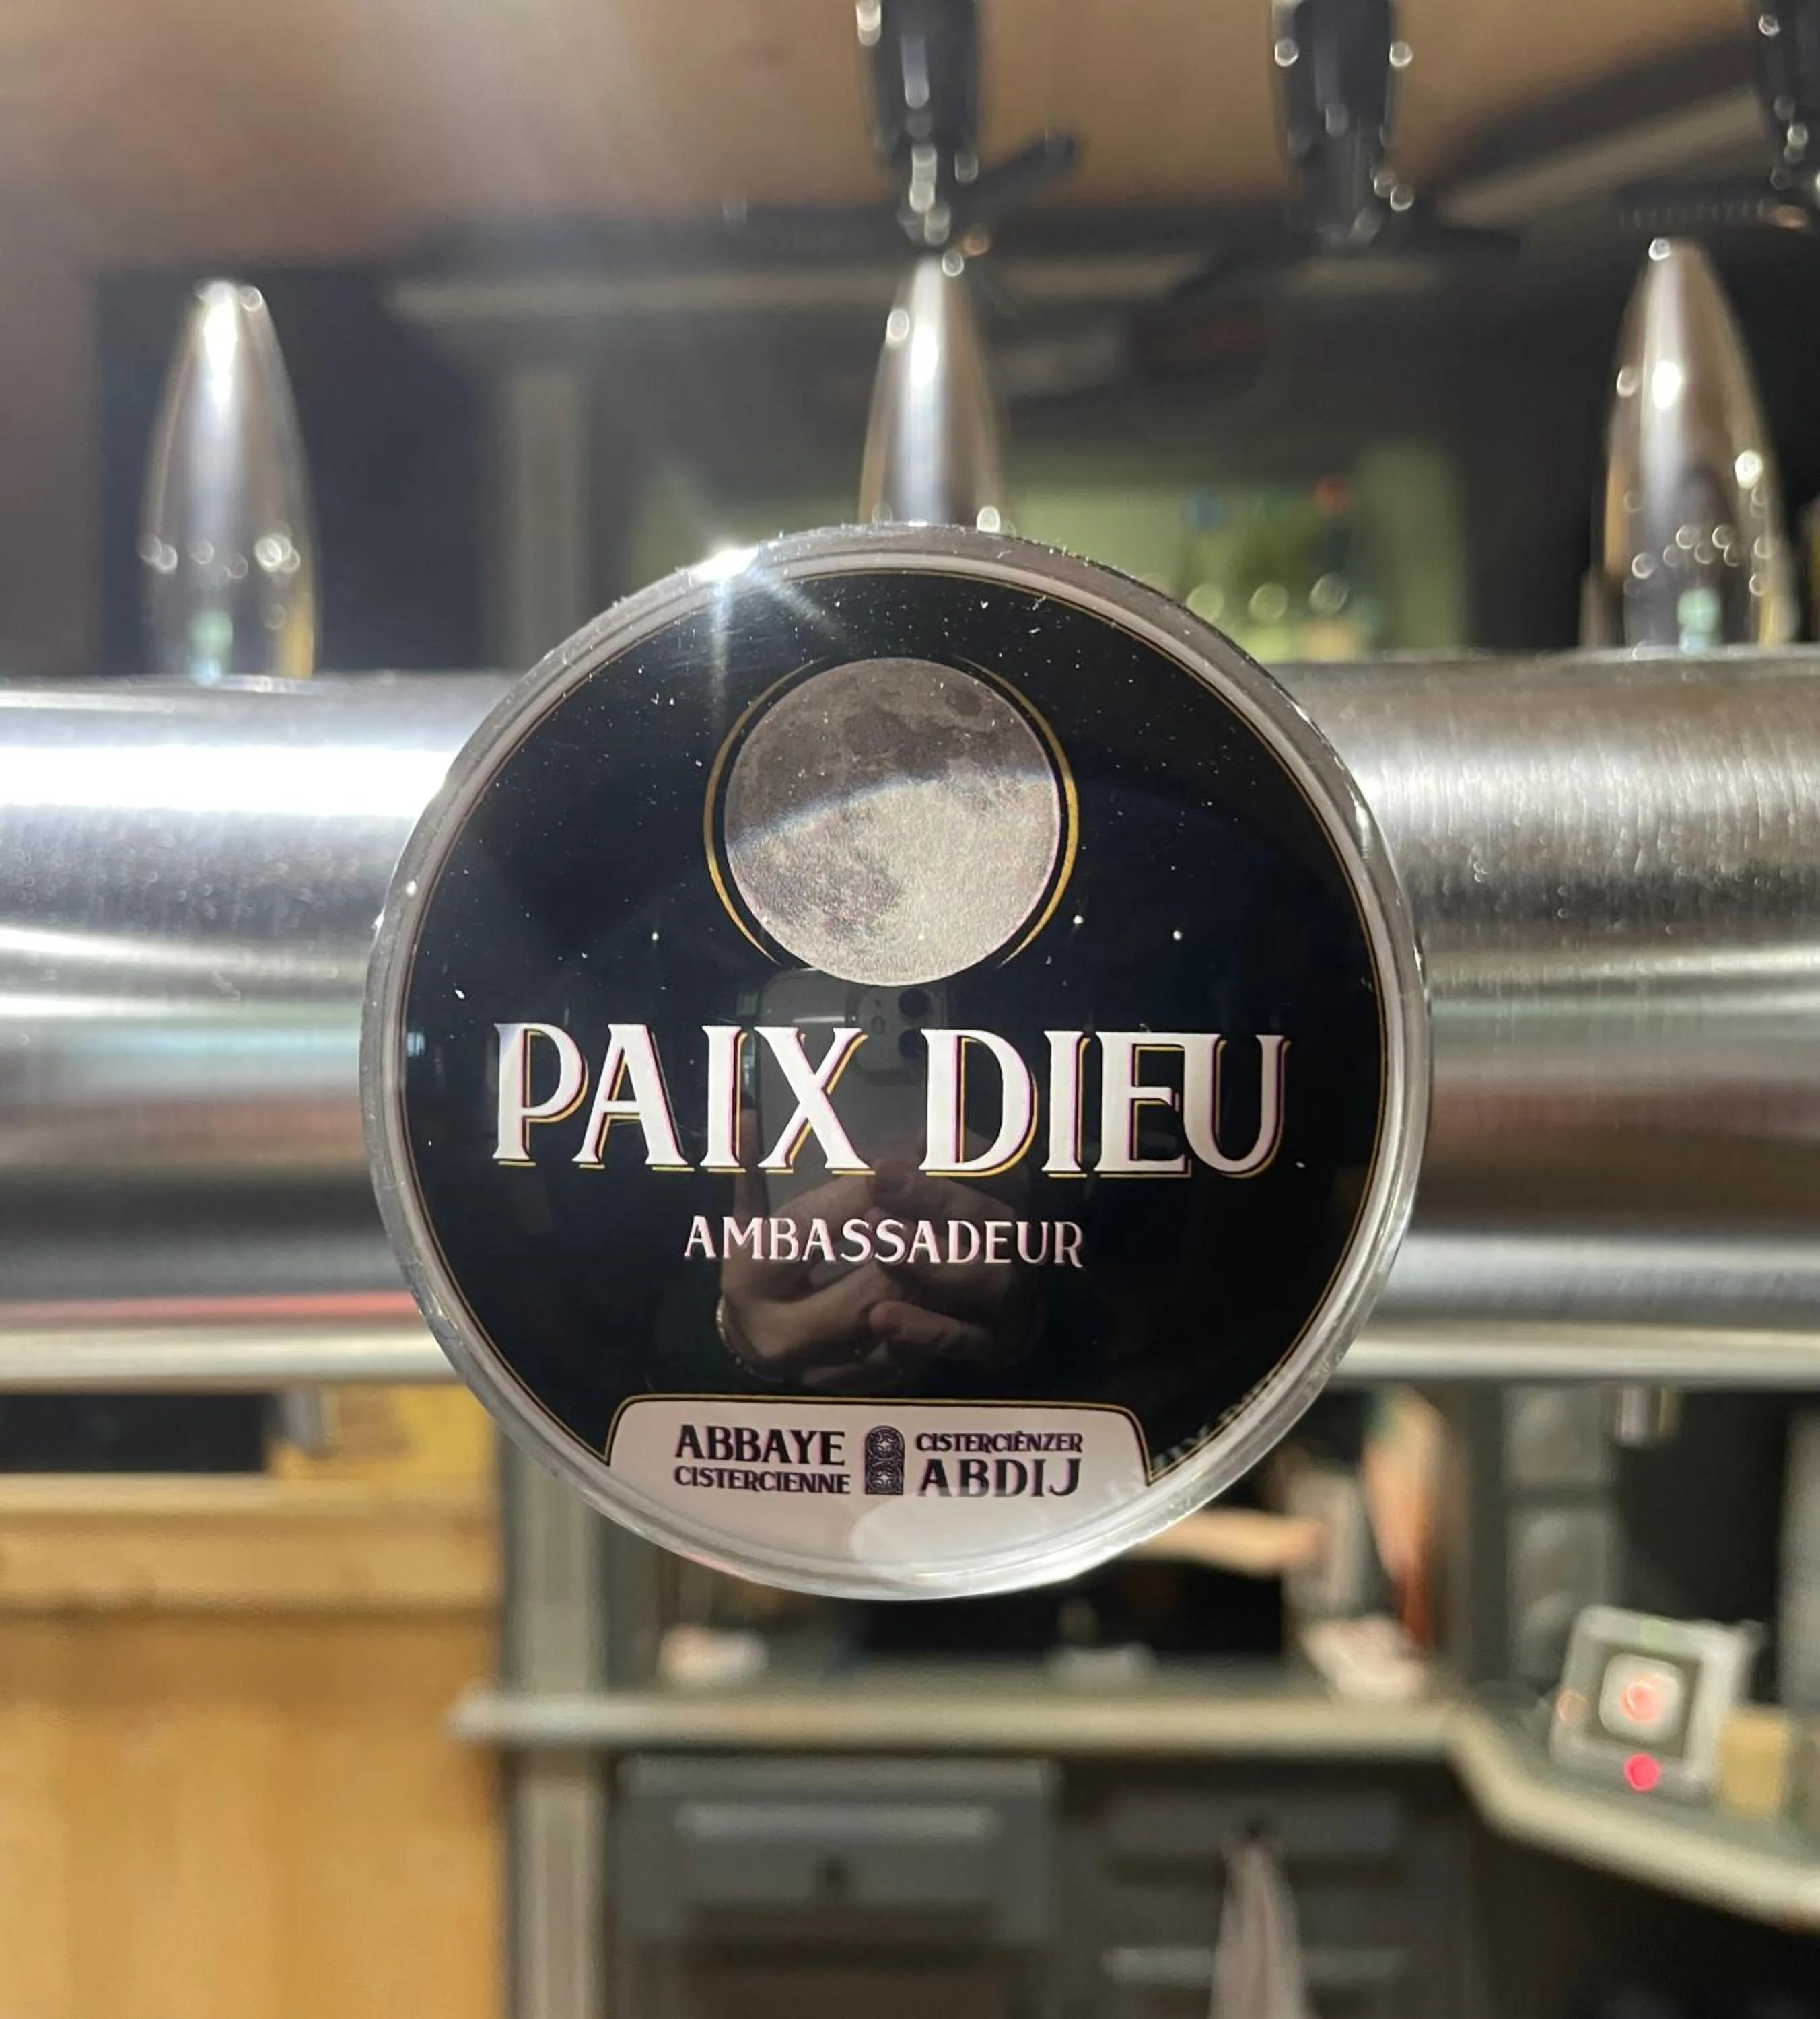 PAIX DIEU
AMBASSADEUR
ABBAYE
CISTERCIENNE
CISTERCIËNZER
ABDIJ